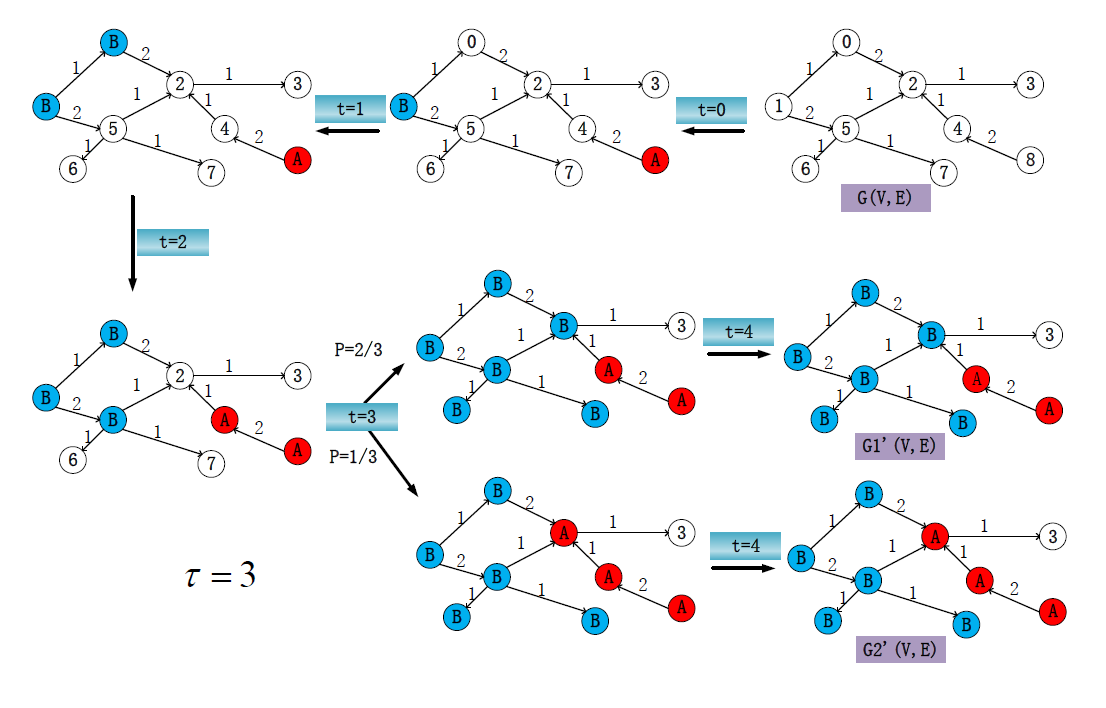 B
1 2
2 1 3
B 1 1
2
5 4
1 1 2
6 7 A
t=1
0
1 2
2 1 3
B 1 1
2
5 4
1 1 2
6 7 A
t=0
0
1 2
2 1 3
1 1 1
2
5 4
1 1 2
6 7 8
G(V,E)
t=2
B
1 2
2 1 3
B 1 1
2
B A
1 1 2
6 7 A
τ = 3
P=2/3
t=3
P=1/3
B
1 2
B 1 3
B 1 1
2
B A
1 1 2
B B A
t=4
B
1 2
B 1 3
B 1 1
2
B A
1 1 2
B B A
G1'(V,E)
B
1 2
A 1 3
B 1 1
2
B A
1 1 2
B B A
t=4
B
1 2
A 1 3
B 1 1
2
B A
1 1 2
B B A
G2'(V,E)